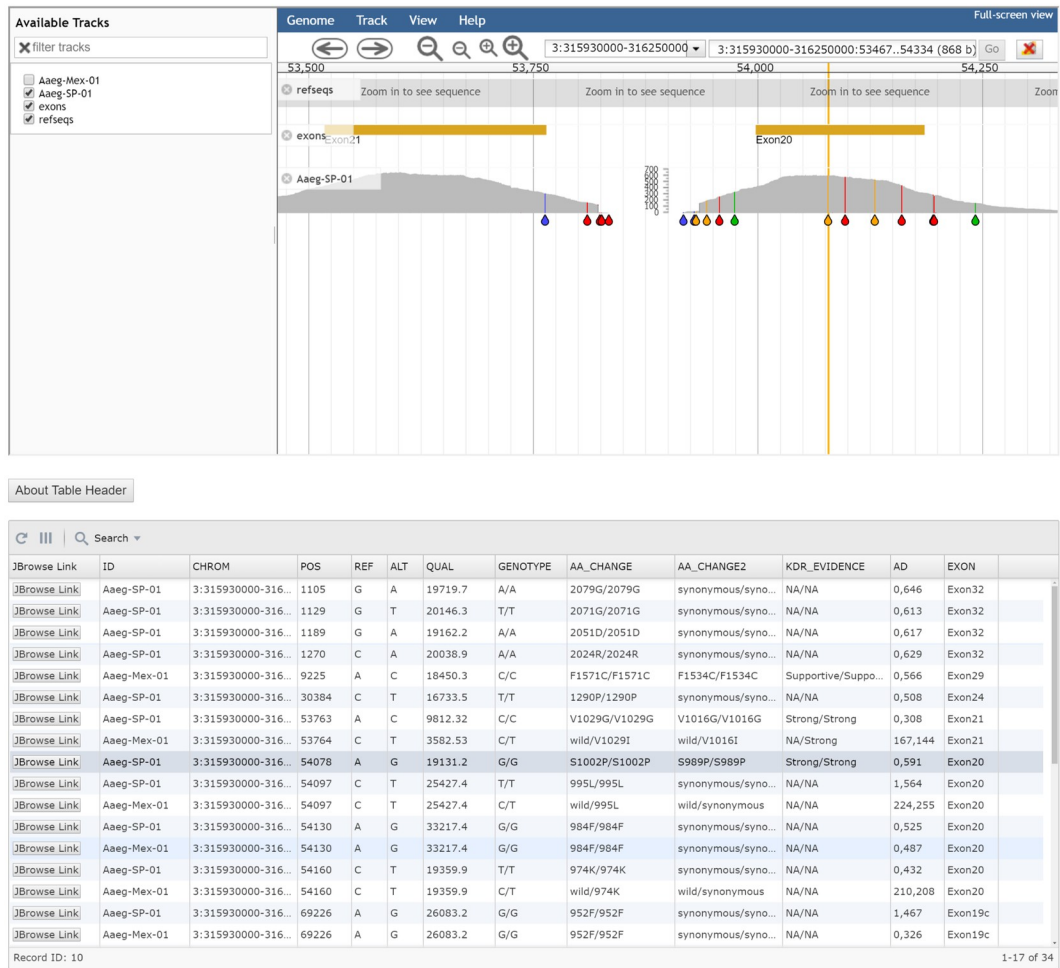 Available Tracks
filter tracks
Aaeg-Mex-01
Aaeg-SP-01
exons
refseqs
Genome Track View Help Full-screen view
3:315930000-316250000 3:315930000-316250000:53467..54334 (868 b) Go
53,500 53,750 54,000 54,250
refseqs Zoom in to see sequence Zoom in to see sequence Zoom in to see sequence Zoom
exons Exon21 Exon20
Aaeg-SP-01
700
600
500
400
300
200
100
0
About Table Header
Search
JBrowse Link ID CHROM POS REF ALT QUAL GENOTYPE AA_CHANGE AA_CHANGE2 KDR_EVIDENCE AD EXON
JBrowse Link Aaeg-SP-01 3:315930000-316... 1105 G A 19719.7 A/A 2079G/2079G synonymous/syno... NA/NA 0,646 Exon32
JBrowse Link Aaeg-SP-01 3:315930000-316... 1129 G T 20146.3 T/T 2071G/2071G synonymous/syno... NA/NA 0,613 Exon32
JBrowse Link Aaeg-SP-01 3:315930000-316... 1189 G A 19162.2 A/A 2051D/2051D synonymous/syno... NA/NA 0,617 Exon32
JBrowse Link Aaeg-SP-01 3:315930000-316... 1270 C A 20038.9 A/A 2024R/2024R synonymous/syno... NA/NA 0,629 Exon32
JBrowse Link Aaeg-Mex-01 3:315930000-316... 9225 A C 18450.3 C/C F1571C/F1571C F1534C/F1534C Supportive/Suppo... 0,566 Exon29
JBrowse Link Aaeg-SP-01 3:315930000-316... 30384 C T 16733.5 T/T 1290P/1290P synonymous/syno... NA/NA 0,508 Exon24
JBrowse Link Aaeg-SP-01 3:315930000-316... 53763 A C 9812.32 C/C V1029G/V1029G V1016G/V1016G Strong/Strong 0,308 Exon21
JBrowse Link Aaeg-Mex-01 3:315930000-316... 53764 C T 3582.53 C/T wild/V1029I wild/V1016I NA/Strong 167,144 Exon21
JBrowse Link Aaeg-SP-01 3:315930000-316... 54078 A G 19131.2 G/G S1002P/S1002P S989P/S989P Strong/Strong 0,591 Exon20
JBrowse Link Aaeg-SP-01 3:315930000-316... 54097 C T 25427.4 T/T 995L/995L synonymous/syno... NA/NA 1,564 Exon20
JBrowse Link Aaeg-Mex-01 3:315930000-316... 54097 C T 25427.4 C/T wild/995L wild/synonymous NA/NA 224,255 Exon20
JBrowse Link Aaeg-SP-01 3:315930000-316... 54130 A G 33217.4 G/G 984F/984F synonymous/syno... NA/NA 0,525 Exon20
JBrowse Link Aaeg-Mex-01 3:315930000-316... 54130 A G 33217.4 G/G 984F/984F synonymous/syno... NA/NA 0,487 Exon20
JBrowse Link Aaeg-SP-01 3:315930000-316... 54160 C T 19359.9 T/T 974K/974K synonymous/syno... NA/NA 0,432 Exon20
JBrowse Link Aaeg-Mex-01 3:315930000-316... 54160 C T 19359.9 C/T wild/974K wild/synonymous NA/NA 210,208 Exon20
JBrowse Link Aaeg-SP-01 3:315930000-316... 69226 A G 26083.2 G/G 952F/952F synonymous/syno... NA/NA 1,467 Exon19c
JBrowse Link Aaeg-Mex-01 3:315930000-316... 69226 A G 26083.2 G/G 952F/952F synonymous/syno... NA/NA 0,326 Exon19c
Record ID: 10 1-17 of 34